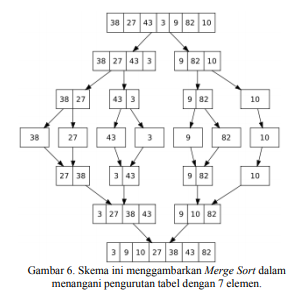 38 27 43 3 9 82 10
38 27 43 3 9 82 10
38 27 43 3 9 82 10
38 27 43 3 9 82 10
27 38 3 43 9 82 10
3 27 38 43 9 10 82
3 9 10 27 38 43 82
Gambar 6. Skema ini menggambarkan Merge Sort dalam
menangani pengurutan tabel dengan 7 elemen.